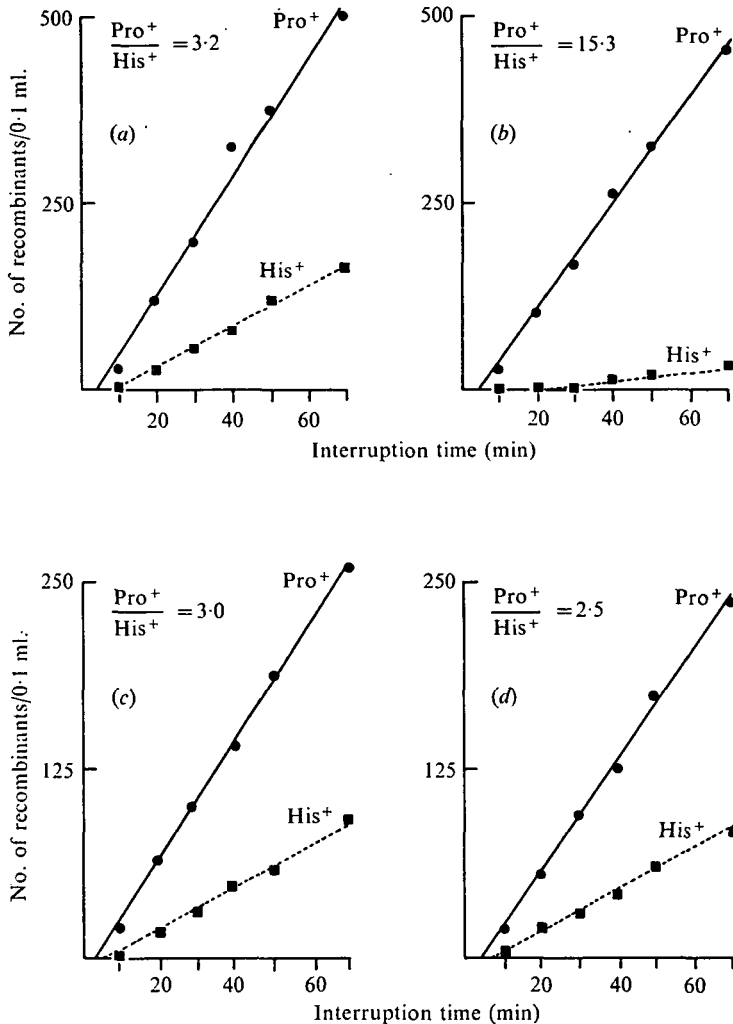 500
Pro+
Pro+
His+ =3·2
(a)
250
His+
20 40 60
500
Pro+
Pro+
His+ =15·3
(b)
250
His+
20 40 60
No. of recombinants/0·1 ml.
Interruption time (min)
250
Pro+
Pro+
His+ =3·0
(c)
125
His+
20 40 60
250
Pro+
Pro+
His+ =2·5
(d)
125
His+
20 40 60
No. of recombinants/0·1 ml.
Interruption time (min)